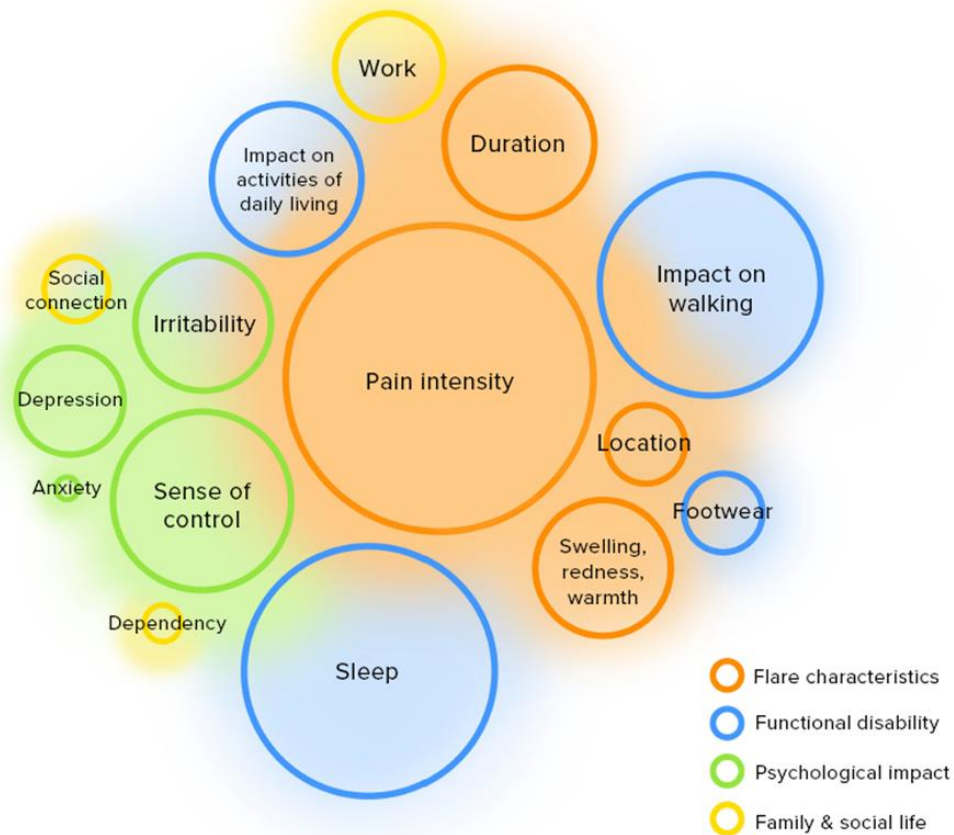 Work
Duration
Impact on
activities of
daily living
Impact on
walking
Social
connection
Irritability
Pain intensity
Depression
Location
Anxiety
Sense of
control
Footwear
Swelling,
redness,
warmth
Dependency
Sleep
Flare characteristics
Functional disability
Psychological impact
Family & social life